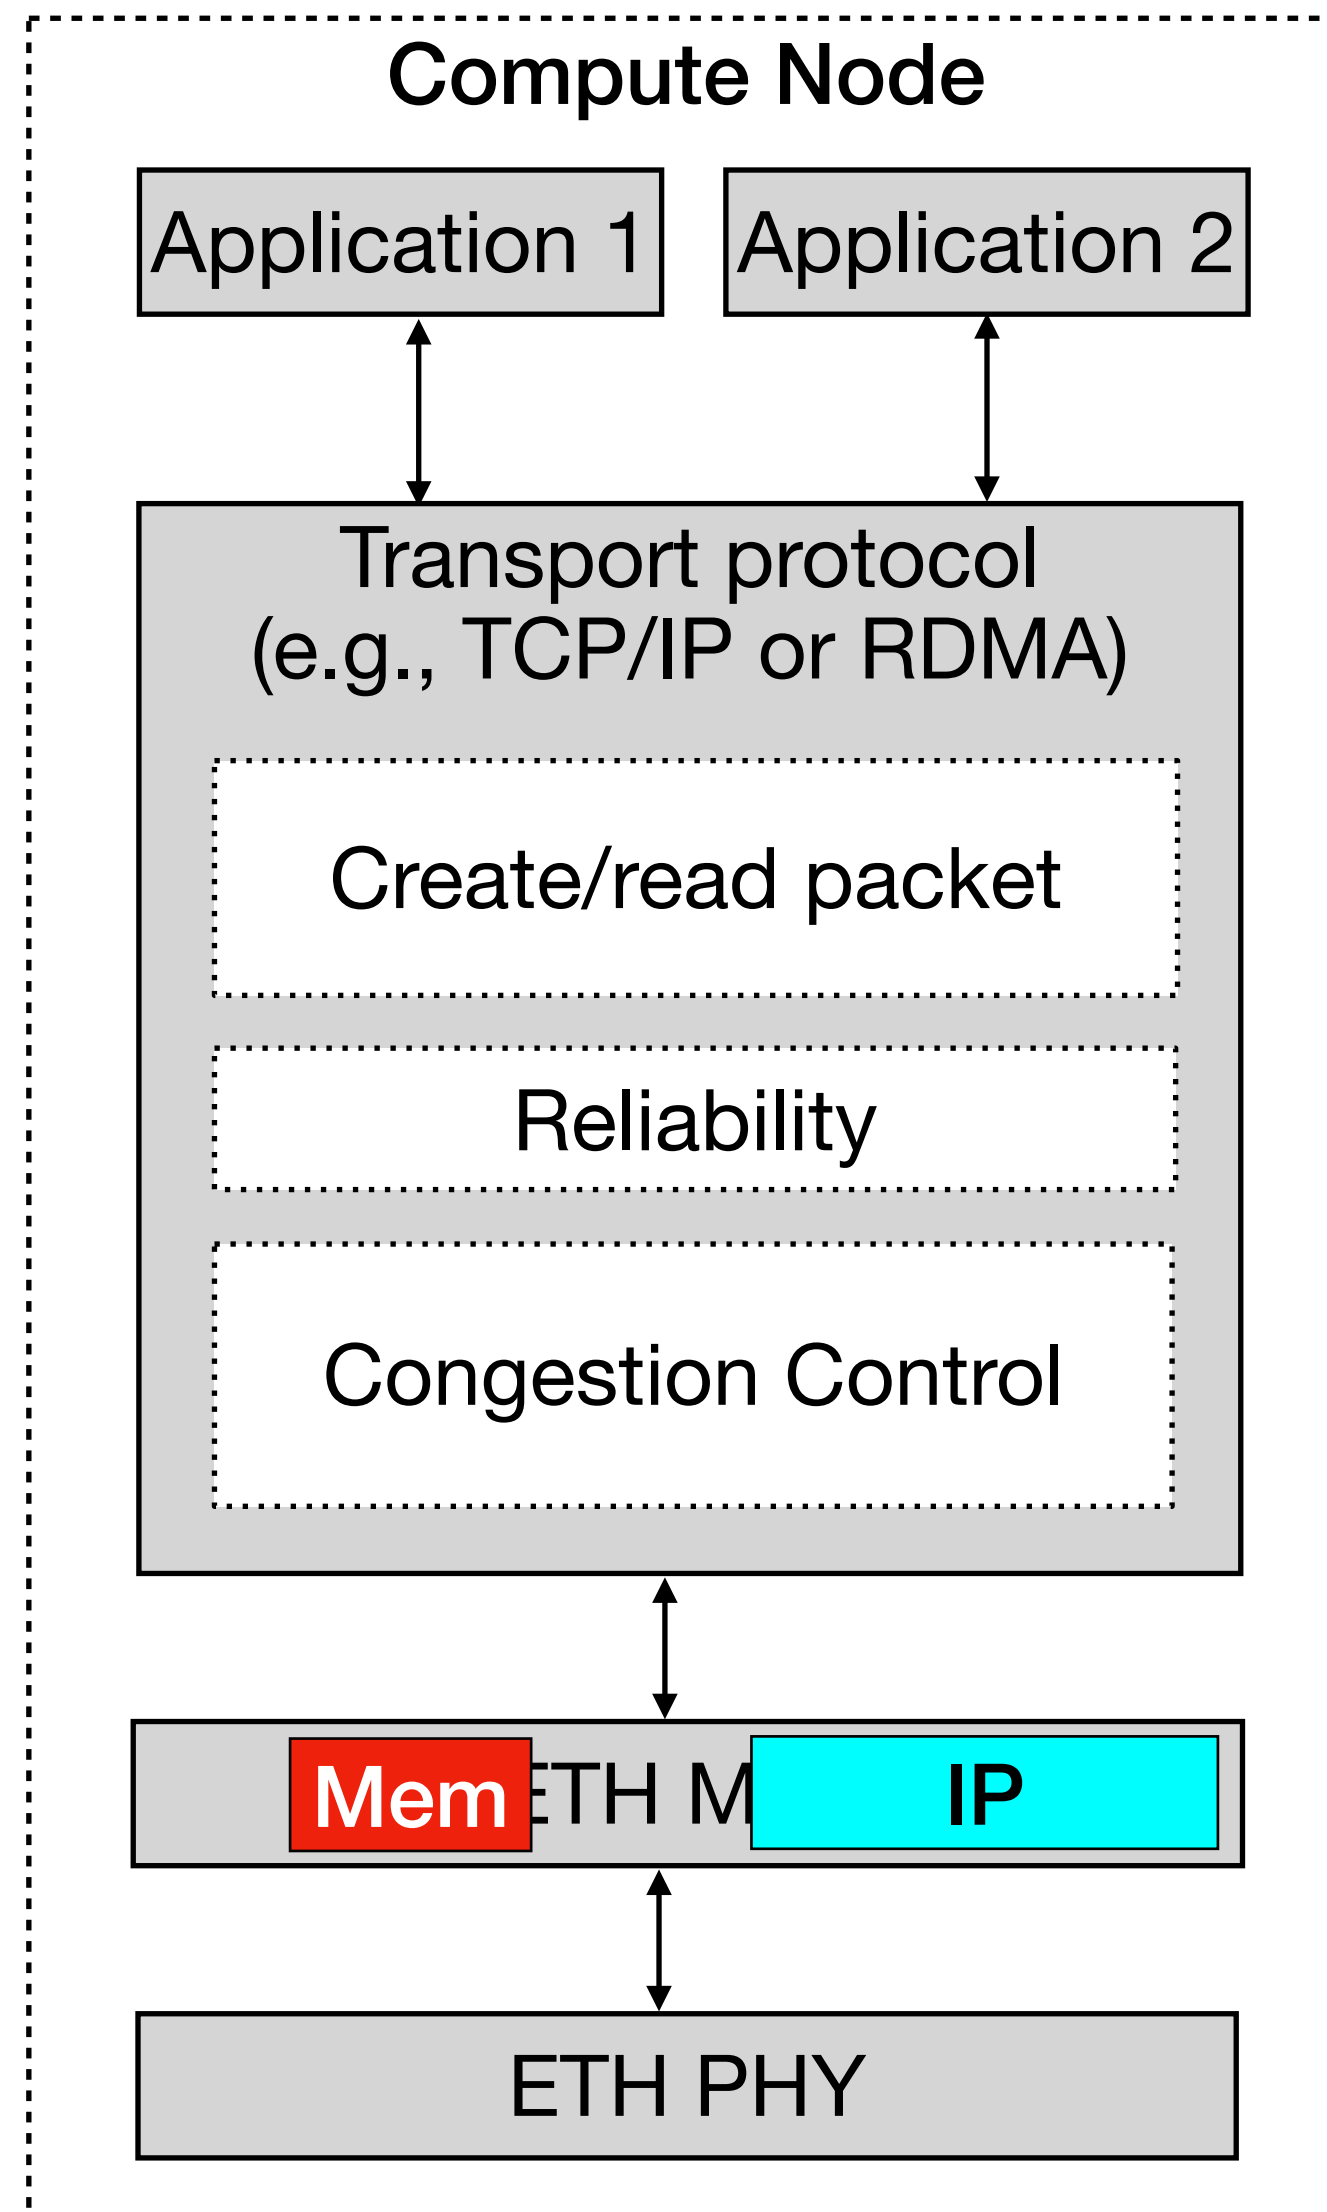 Compute Node
Application 1
Application 2
Transport protocol
(e.g., TCP/IP or RDMA)
Create/read packet
Reliability
Congestion Control
Mem
ETH
IP
ETH PHY